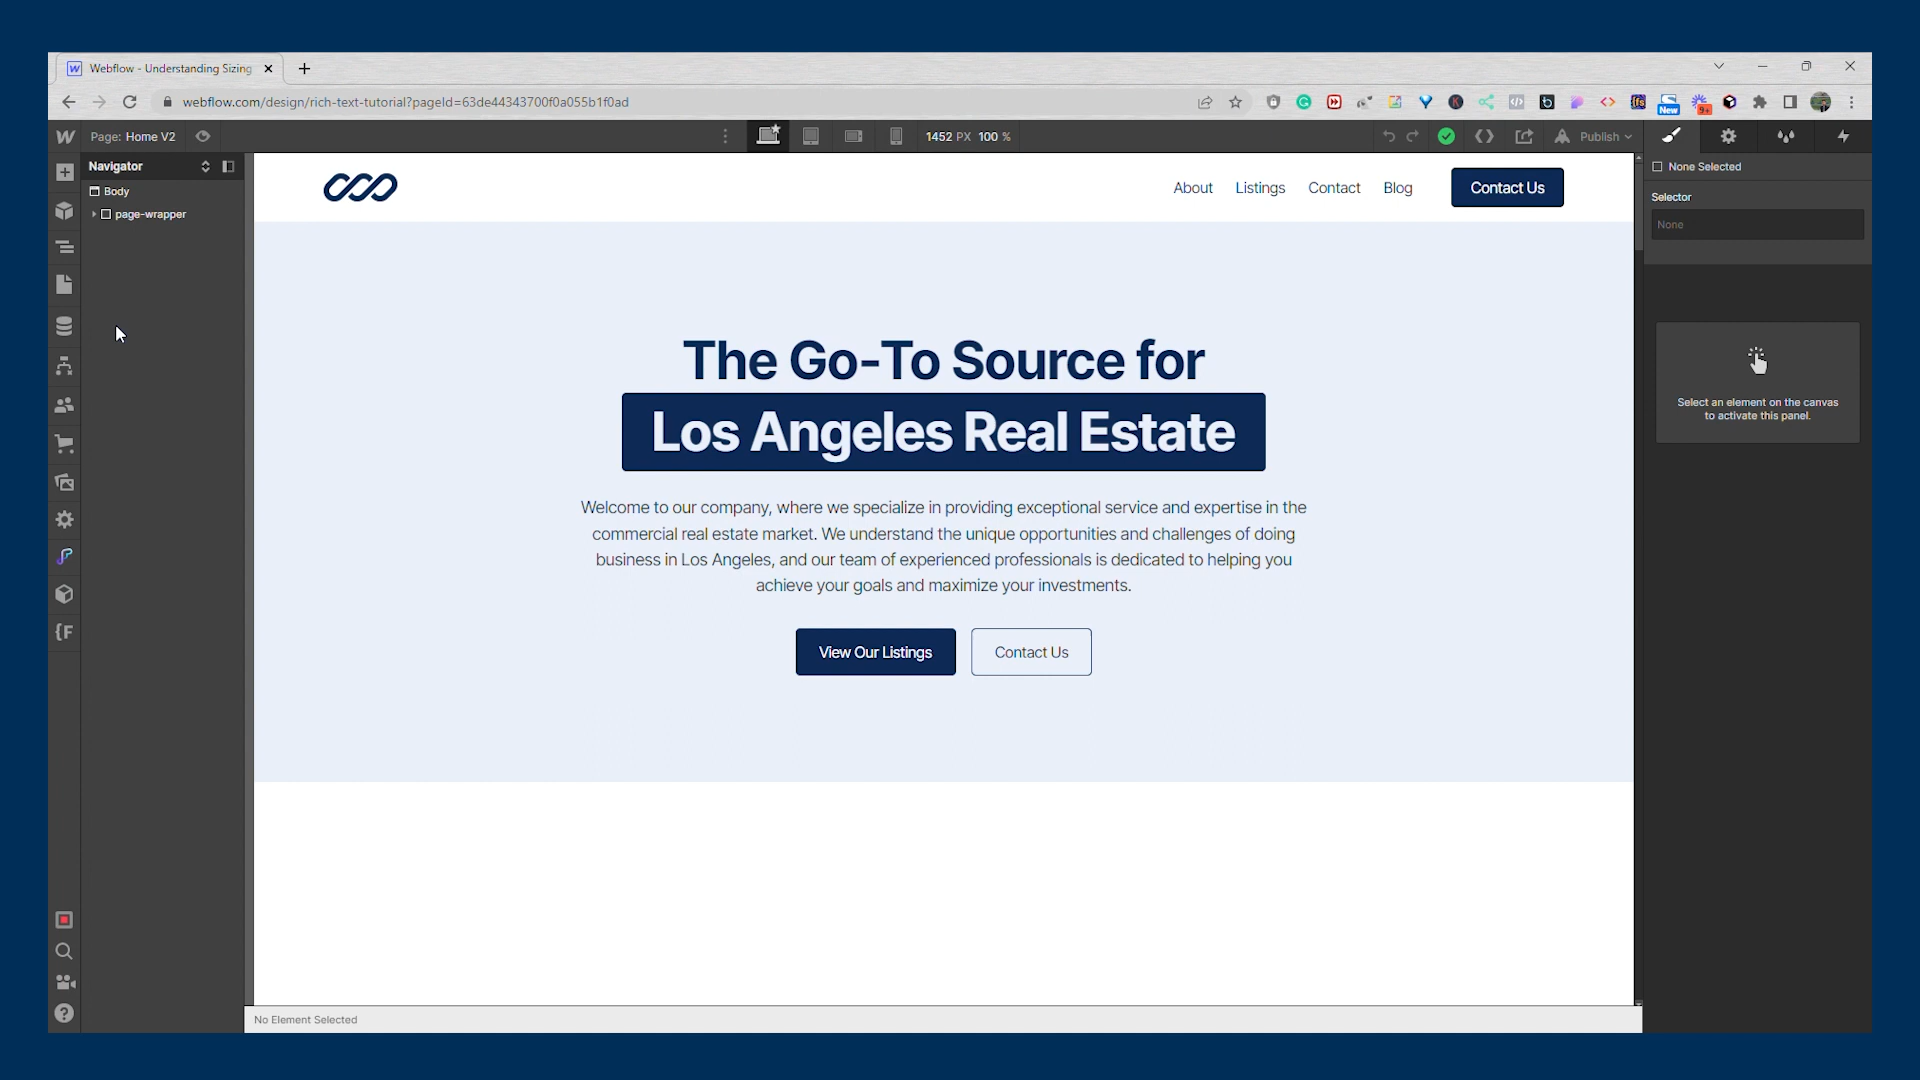 Webflow - Understanding Sizing
webflow.com/design/rich-text-tutorial?pageId=63de44343700f0a055b1f0ad
New
9+
Page: Home V2
1452 PX 100 %
Publish
Navigator
Body
page-wrapper
None Selected
Selector
None
Select an element on the canvas
to activate this panel.
About
Listings
Contact
Blog
Contact Us
The Go-To Source for
Los Angeles Real Estate
Welcome to our company, where we specialize in providing exceptional service and expertise in the
commercial real estate market. We understand the unique opportunities and challenges of doing
business in Los Angeles, and our team of experienced professionals is dedicated to helping you
achieve your goals and maximize your investments.
View Our Listings
Contact Us
{F
No Element Selected